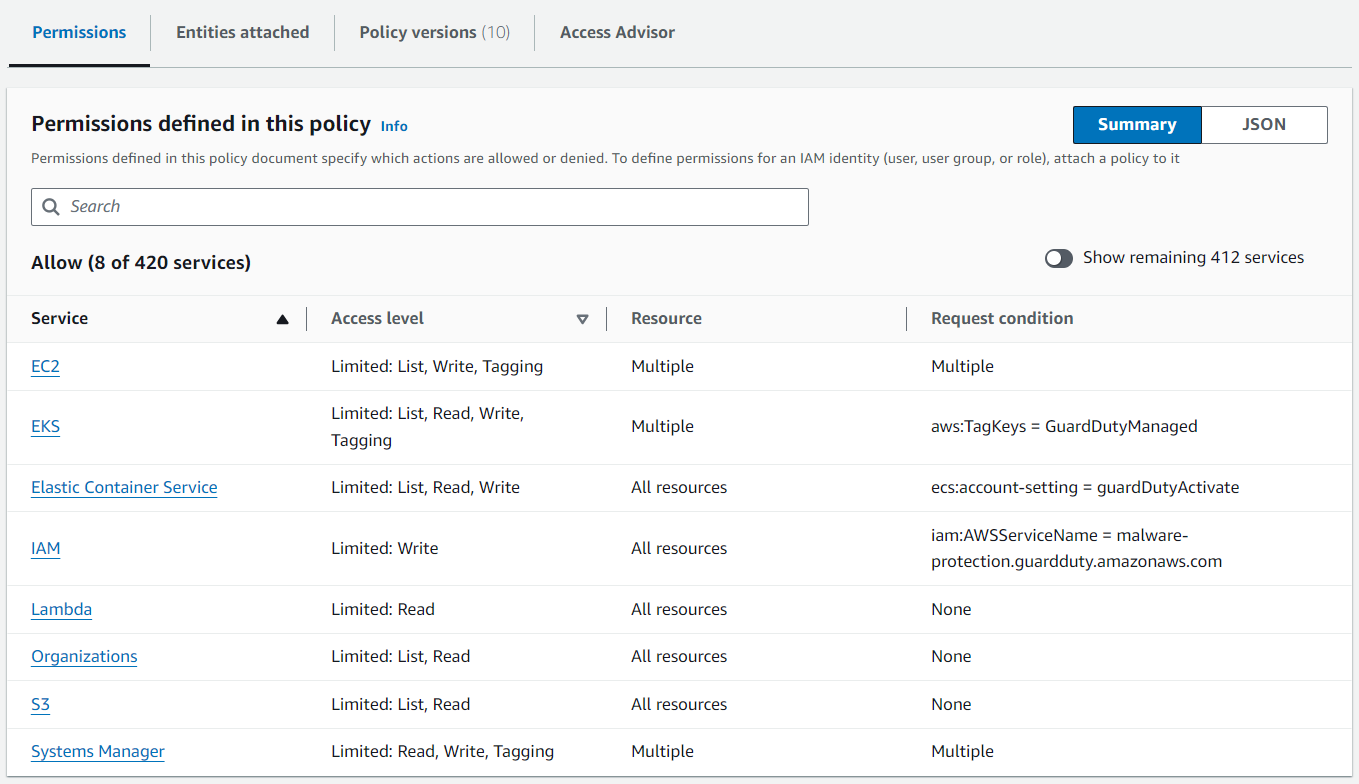 Permissions Entities attached Policy versions (10) Access Advisor
Permissions defined in this policy Info
Summary JSON
Permissions defined in this policy document specify which actions are allowed or denied. To define permissions for an IAM identity (user, user group, or role), attach a policy to it
Search
Allow (8 of 420 services)
Show remaining 412 services
Service Access level Resource Request condition
EC2 Limited: List, Write, Tagging Multiple Multiple
EKS Limited: List, Read, Write,
Tagging Multiple aws:TagKeys = GuardDutyManaged
Elastic Container Service Limited: List, Read, Write All resources ecs:account-setting = guardDutyActivate
IAM Limited: Write All resources iam:AWSServiceName = malware-
protection.guardduty.amazonaws.com
Lambda Limited: Read All resources None
Organizations Limited: List, Read All resources None
S3 Limited: List, Read All resources None
Systems Manager Limited: Read, Write, Tagging Multiple Multiple